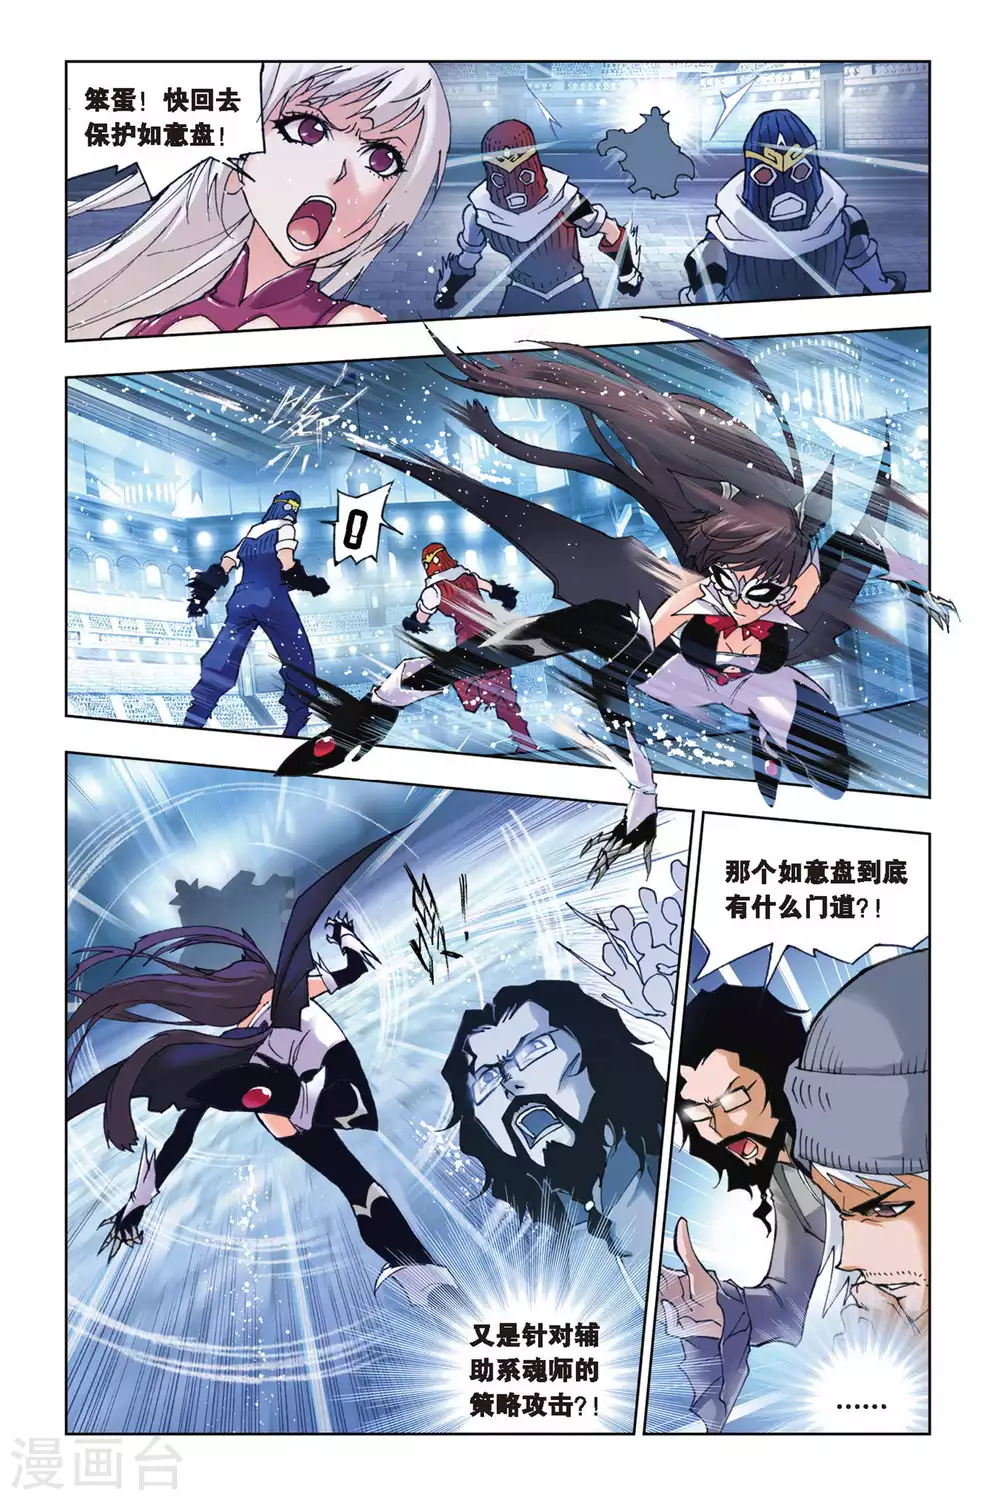 笨蛋！快回去
保护如意盘！
！
那个如意盘到底
有什么门道？！
又是针对辅
助系魂师的
策略攻击？！
……
漫画台